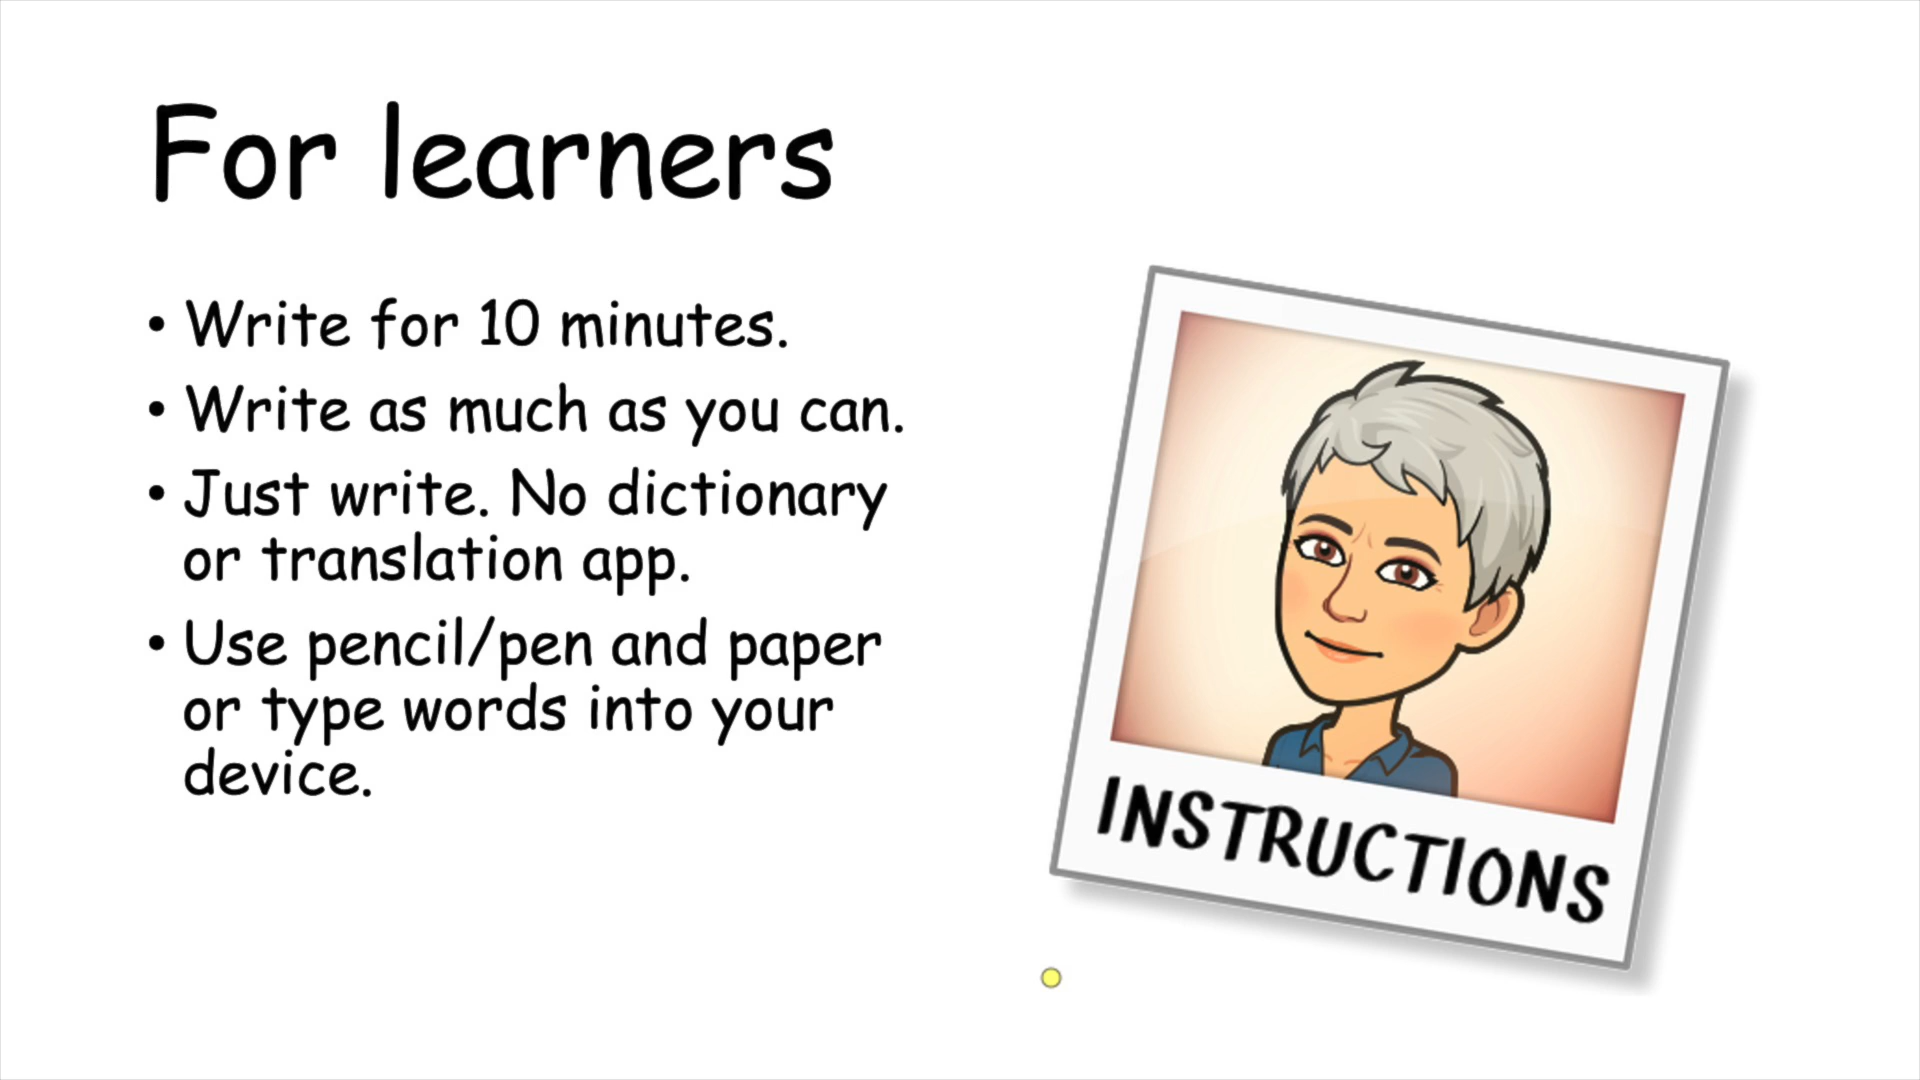 For learners
• Write for 10 minutes.
• Write as much as you can.
• Just write. No dictionary
or translation app.
• Use pencil/pen and paper
or type words into your
device.
INSTRUCTIONS